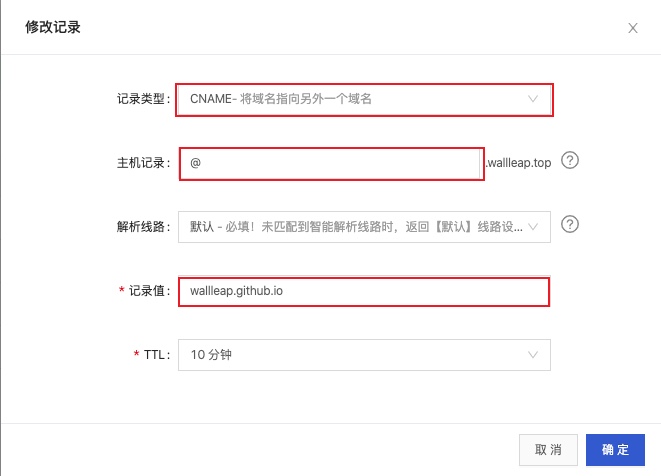 修改记录
记录类型： CNAME- 将域名指向另外一个域名
主机记录： @ .wallleap.top ?
解析线路： 默认 - 必填！未匹配到智能解析线路时，返回【默认】线路设... ?
* 记录值： wallleap.github.io
* TTL： 10 分钟
取 消 确 定